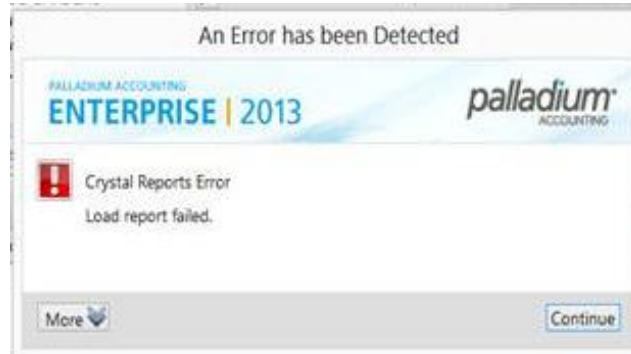 An Error has been Detected
PALLADIUM ACCOUNTING
ENTERPRISE | 2013
palladium
ACCOUNTING
Crystal Reports Error
Load report failed.
More
Continue